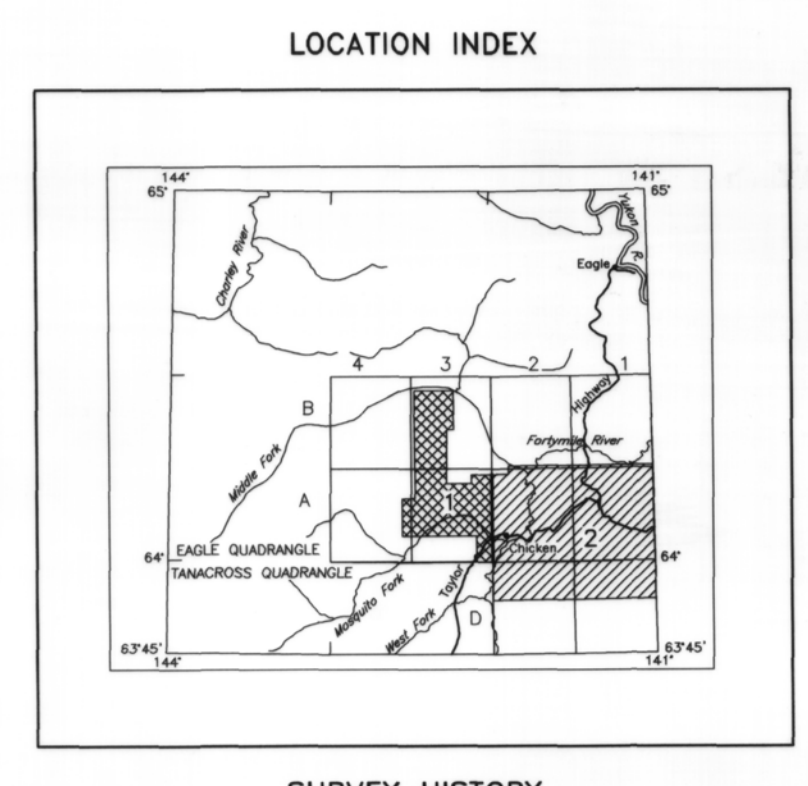 LOCATION INDEX
144° 141°
65° 65°
Yukon R.
Charley River
Eagle
4 3 2 1
Highway
B
Fortymile River
Middle Fork
A
1
2
Chicken
EAGLE QUADRANGLE
64° 64°
TANACROSS QUADRANGLE
Mosquito Fork
Taylor
West Fork
D
63°45' 63°45'
144° 141°
SURVEY HISTORY